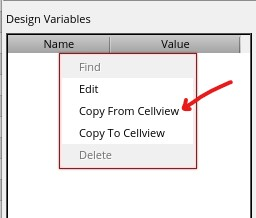 Design Variables
Name Value
Find
Edit
Copy From Cellview
Copy To Cellview
Delete